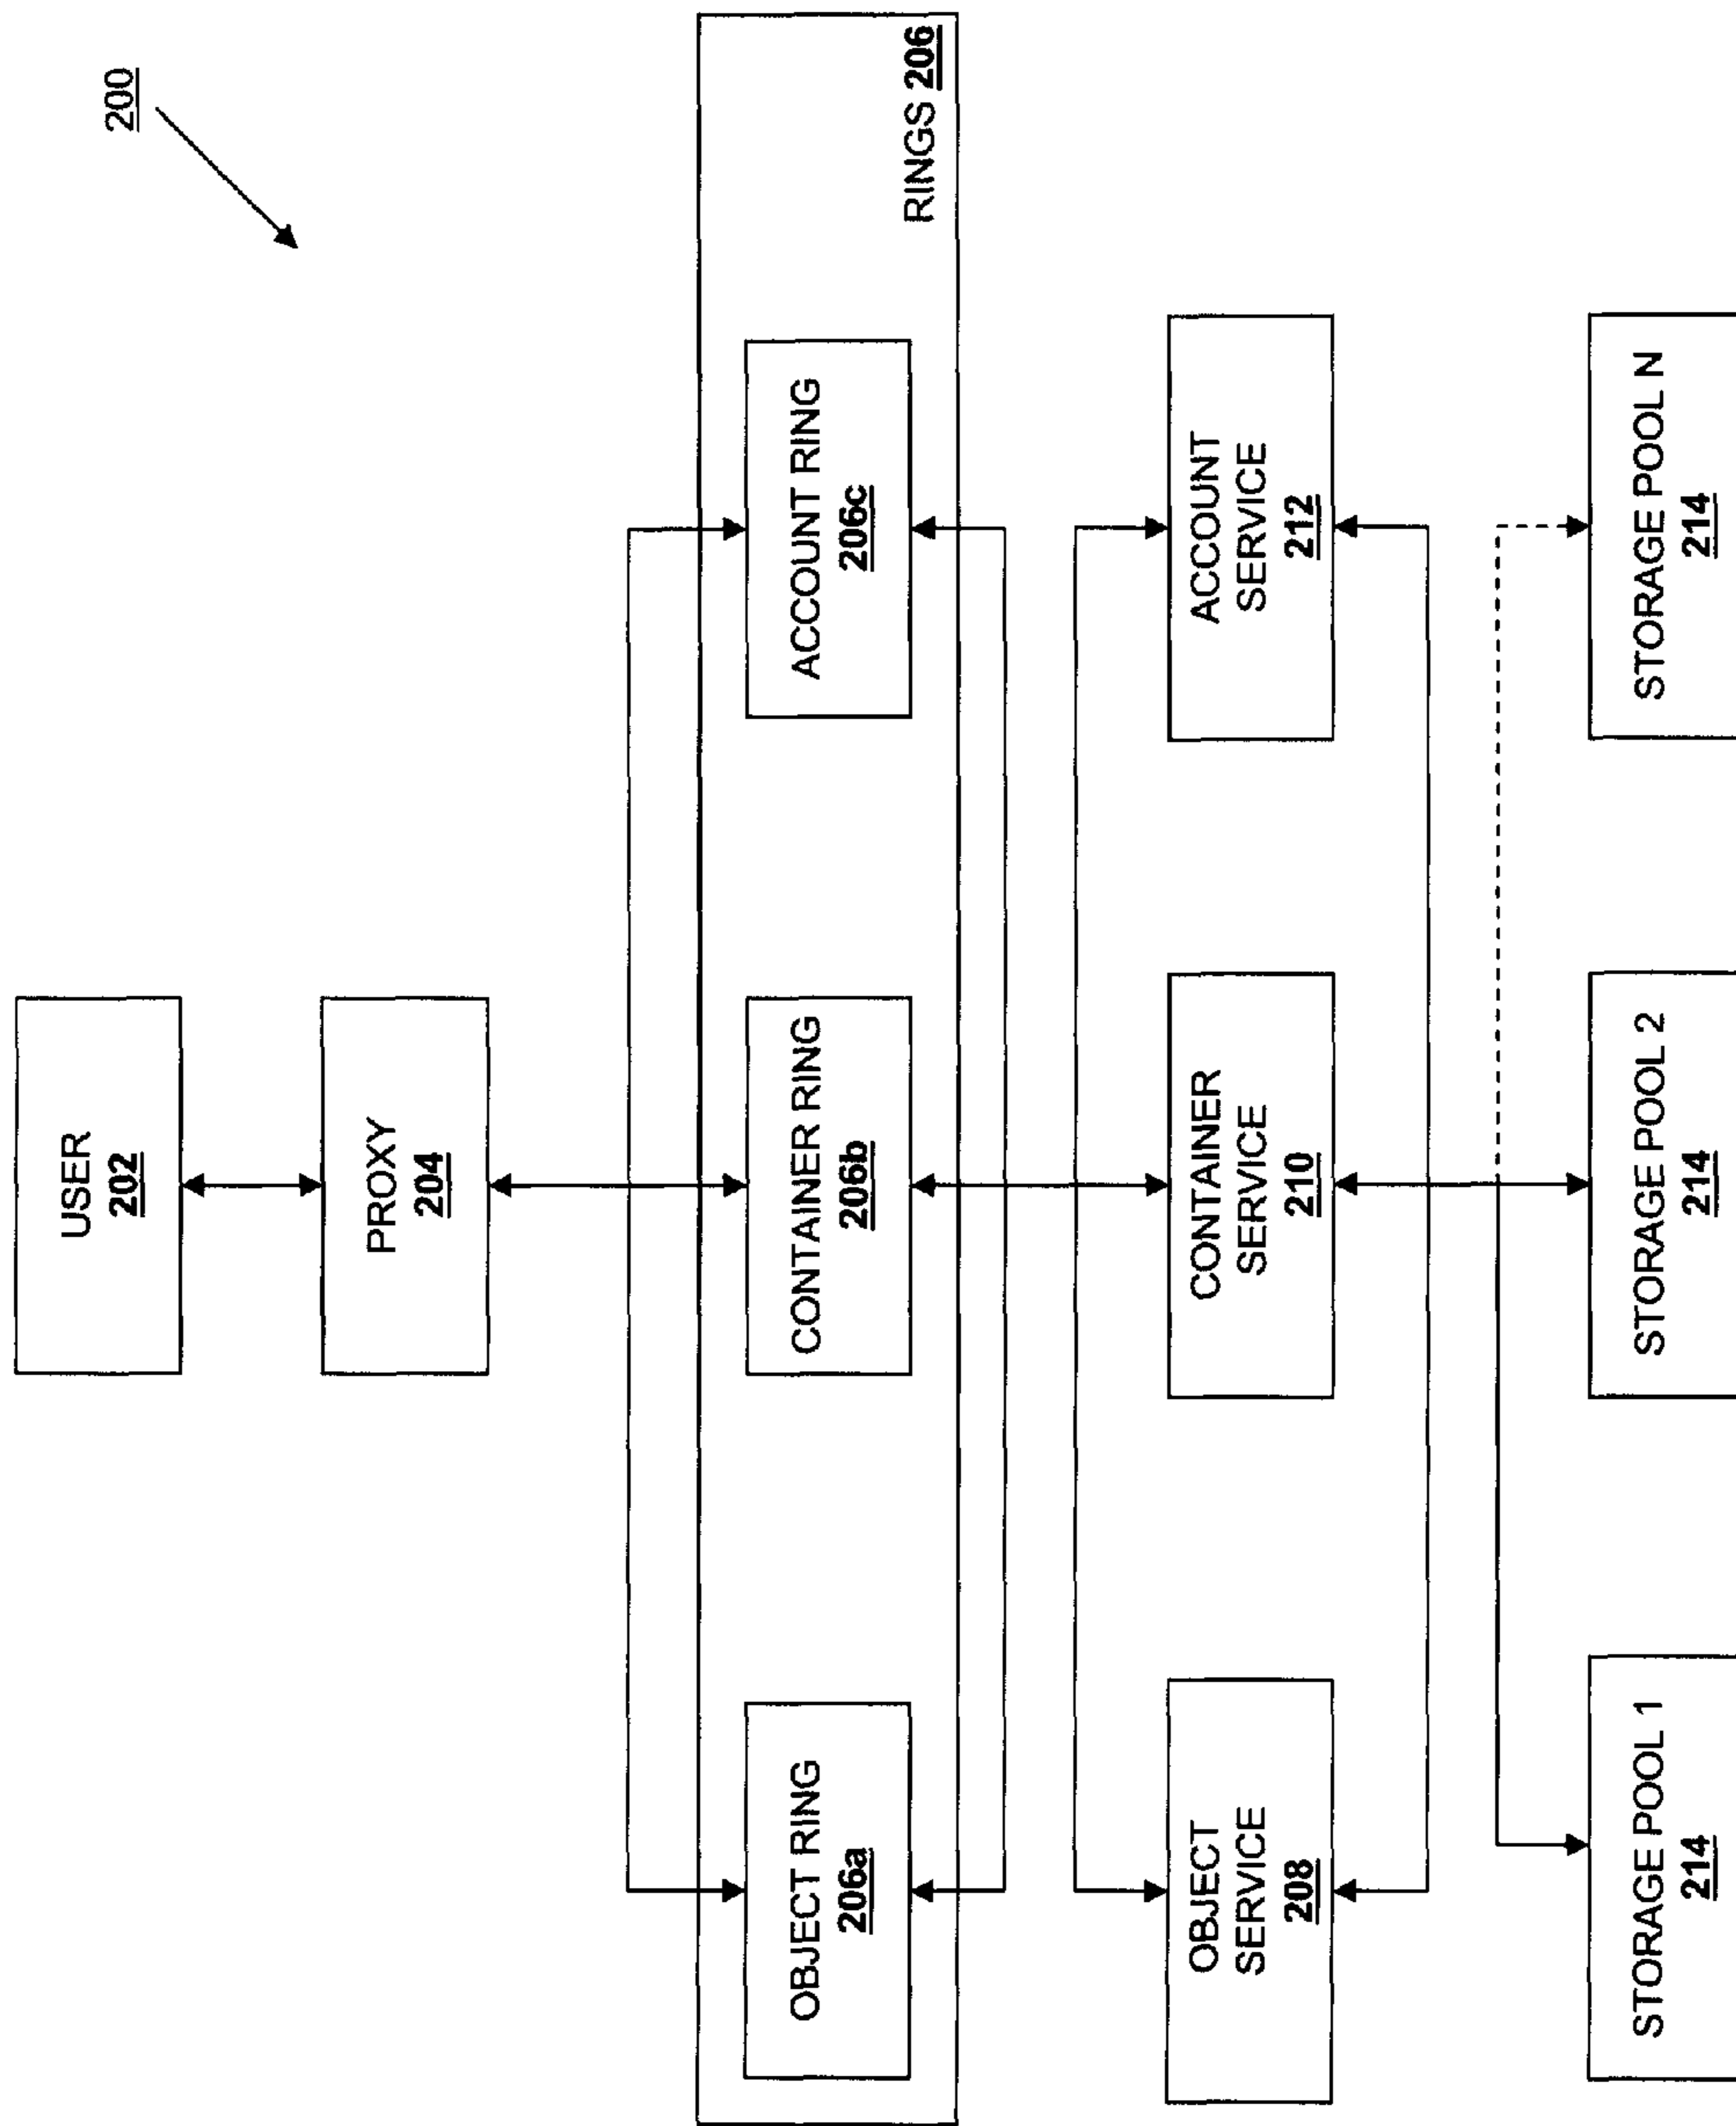 200
USER
202
PROXY
204
RINGS 206
OBJECT RING
206a
CONTAINER RING
206b
ACCOUNT RING
206c
OBJECT
SERVICE
208
CONTAINER
SERVICE
210
ACCOUNT
SERVICE
212
STORAGE POOL 1
214
STORAGE POOL 2
214
STORAGE POOL N
214